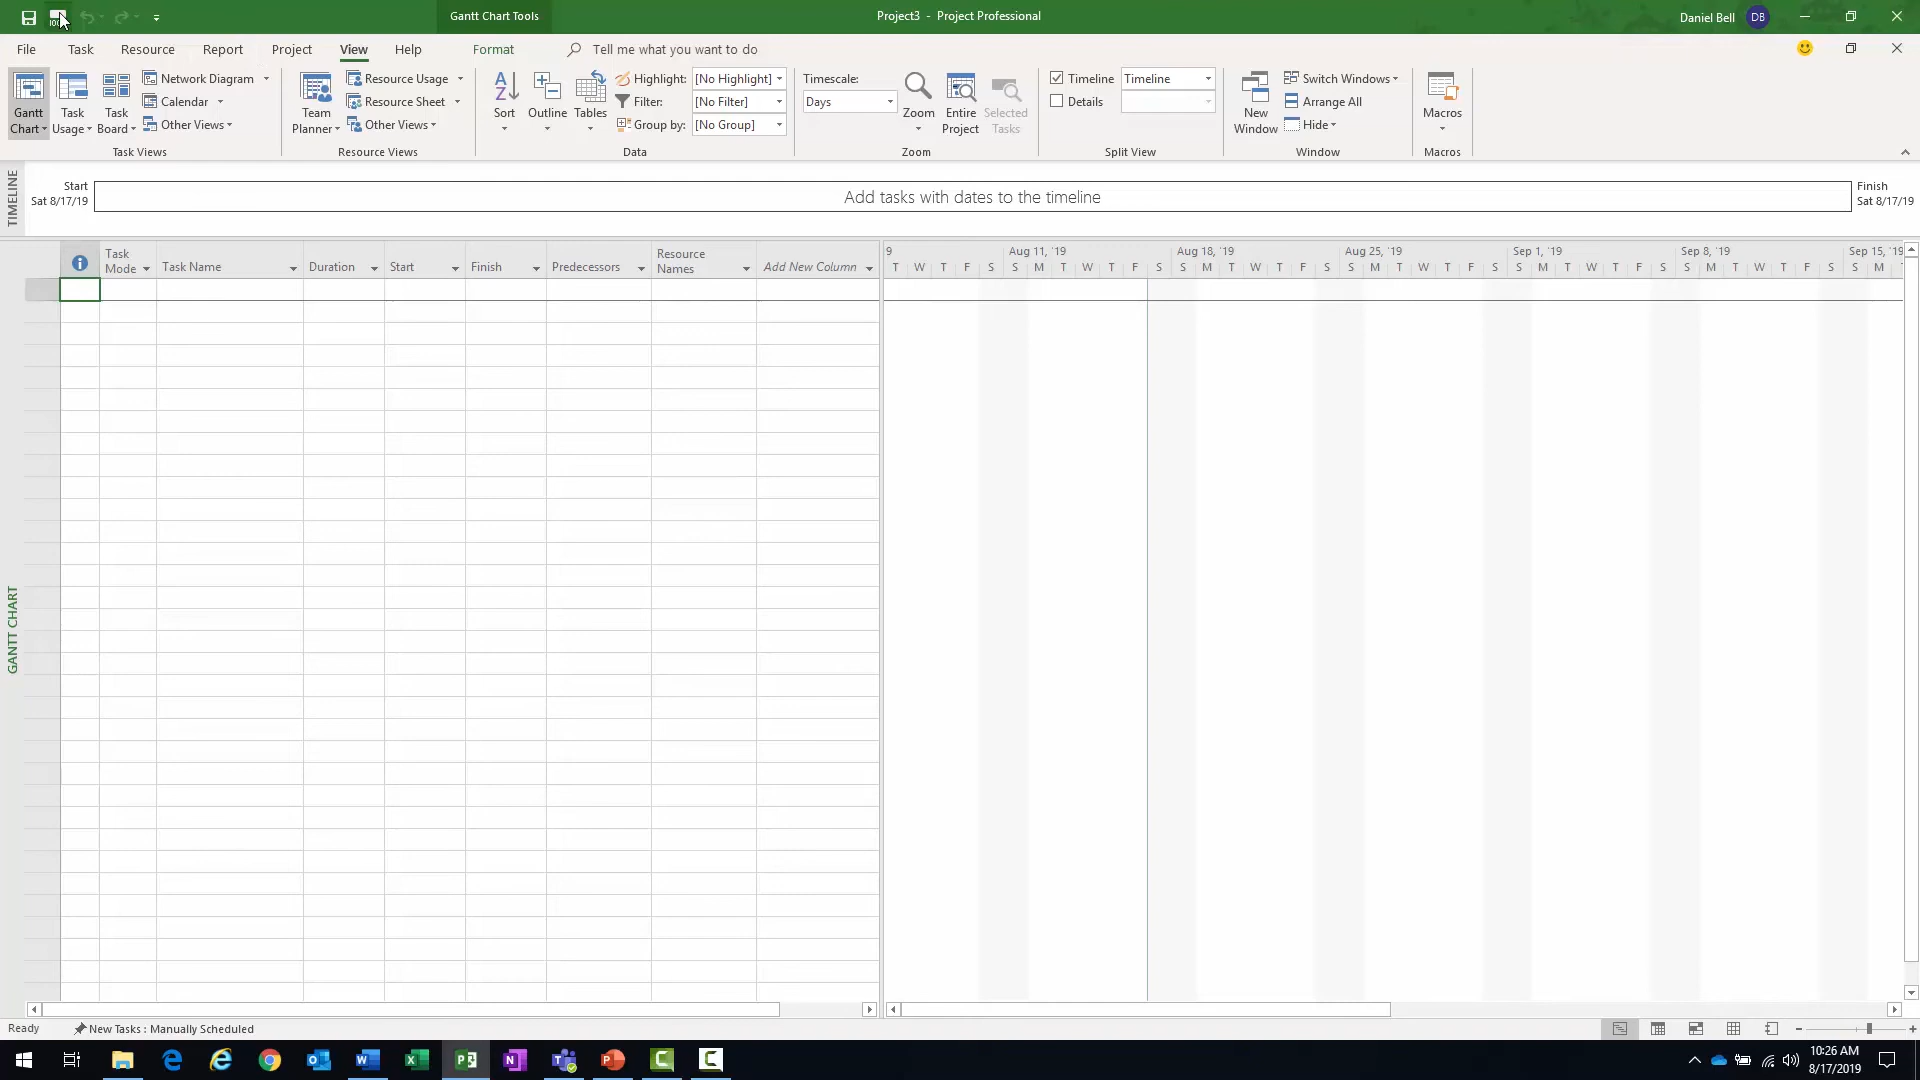 Gantt Chart Tools
Project3 - Project Professional
Daniel Bell DB
File Task Resource Report Project View Help Format Tell me what you want to do
Gantt Chart
Task Usage
Task Board
Network Diagram
Calendar
Other Views
Task Views
Team Planner
Resource Usage
Resource Sheet
Other Views
Resource Views
Sort
Outline
Tables
Highlight: [No Highlight]
Filter: [No Filter]
Group by: [No Group]
Data
Timescale:
Days
Zoom
Entire Project
Selected Tasks
Zoom
Timeline Timeline
Details
Split View
New Window
Switch Windows
Arrange All
Hide
Window
Macros
Macros
TIMELINE
Start
Sat 8/17/19
Add tasks with dates to the timeline
Finish
Sat 8/17/19
Task Mode
Task Name
Duration
Start
Finish
Predecessors
Resource Names
Add New Column
9 Aug 11, '19 Aug 18, '19 Aug 25, '19 Sep 1, '19 Sep 8, '19 Sep 15, '19
T W T F S S M T W T F S S M T W T F S S M T W T F S S M T W T F S S M T W T F S S M
GANTT CHART
Ready New Tasks : Manually Scheduled
10:26 AM
8/17/2019